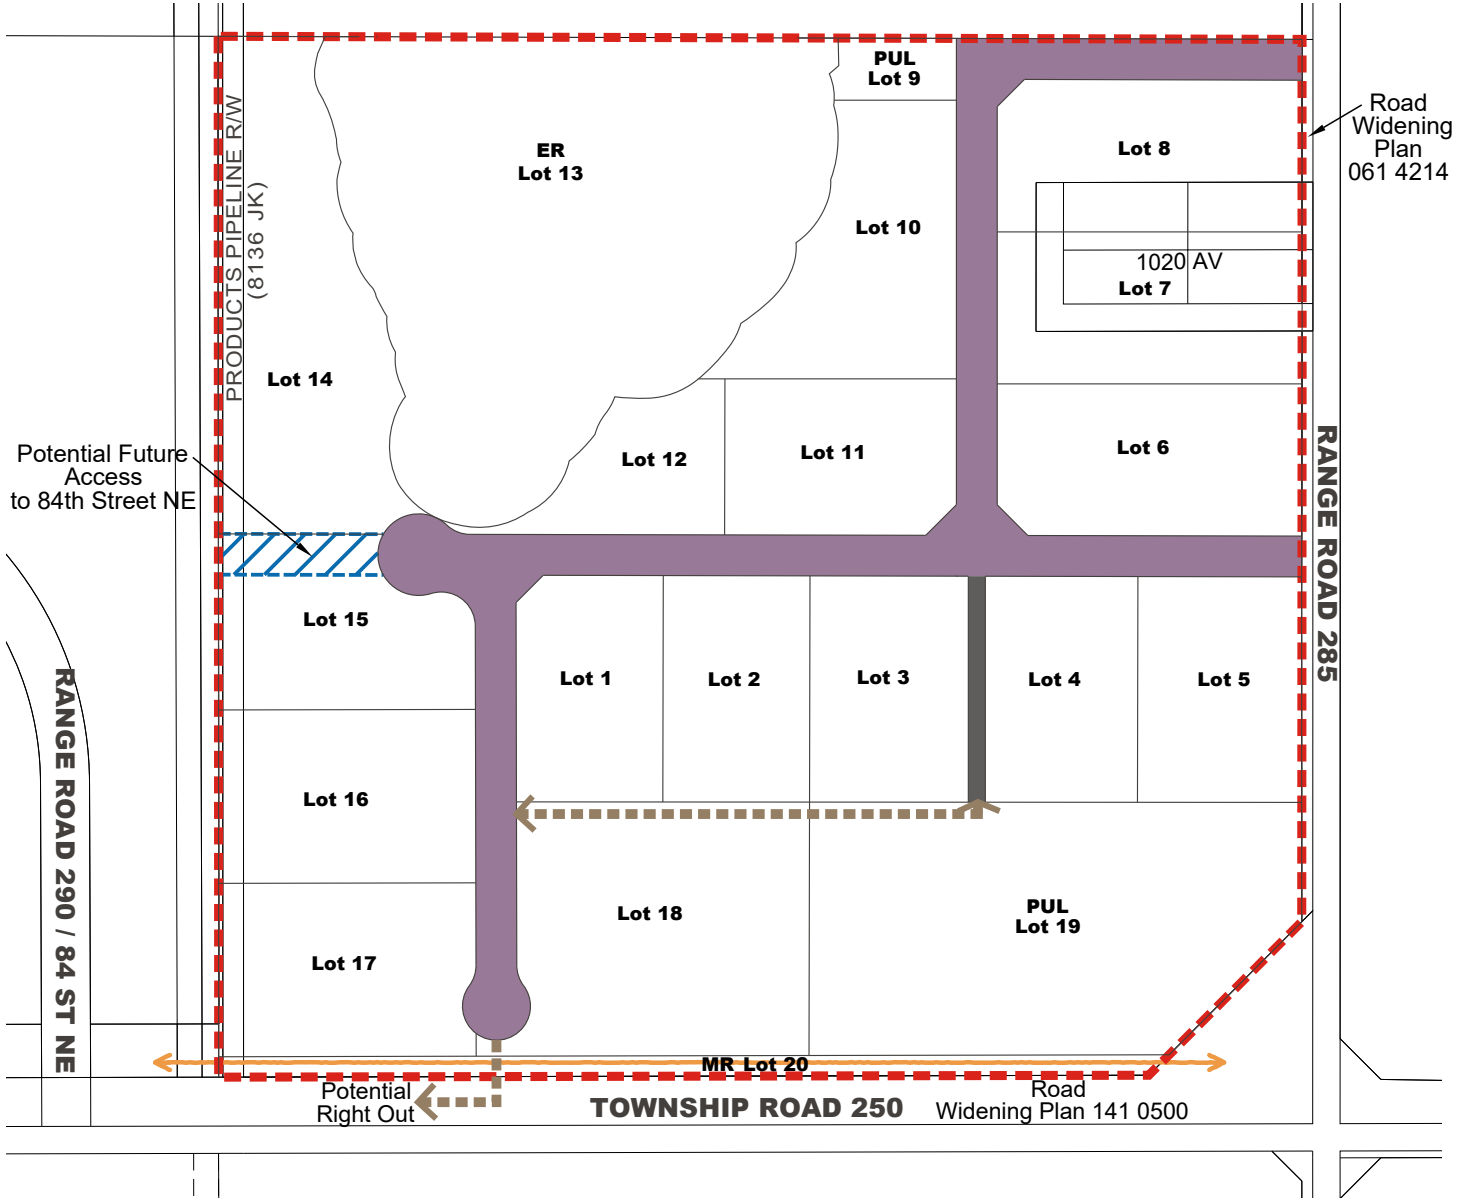 PUL
Lot 9
Road
Widening
Plan
061 4214
ER
Lot 13
Lot 8
PRODUCTS PIPELINE R/W
(8136 JK)
Lot 10
1020 AV
Lot 7
Lot 14
Potential Future
Access
to 84th Street NE
Lot 12
Lot 11
Lot 6
RANGE ROAD 285
Lot 15
Lot 1
Lot 2
Lot 3
Lot 4
Lot 5
RANGE ROAD 290 / 84 ST NE
Lot 16
Lot 18
PUL
Lot 19
Lot 17
MR Lot 20
Potential
Right Out
TOWNSHIP ROAD 250
Road
Widening Plan 141 0500